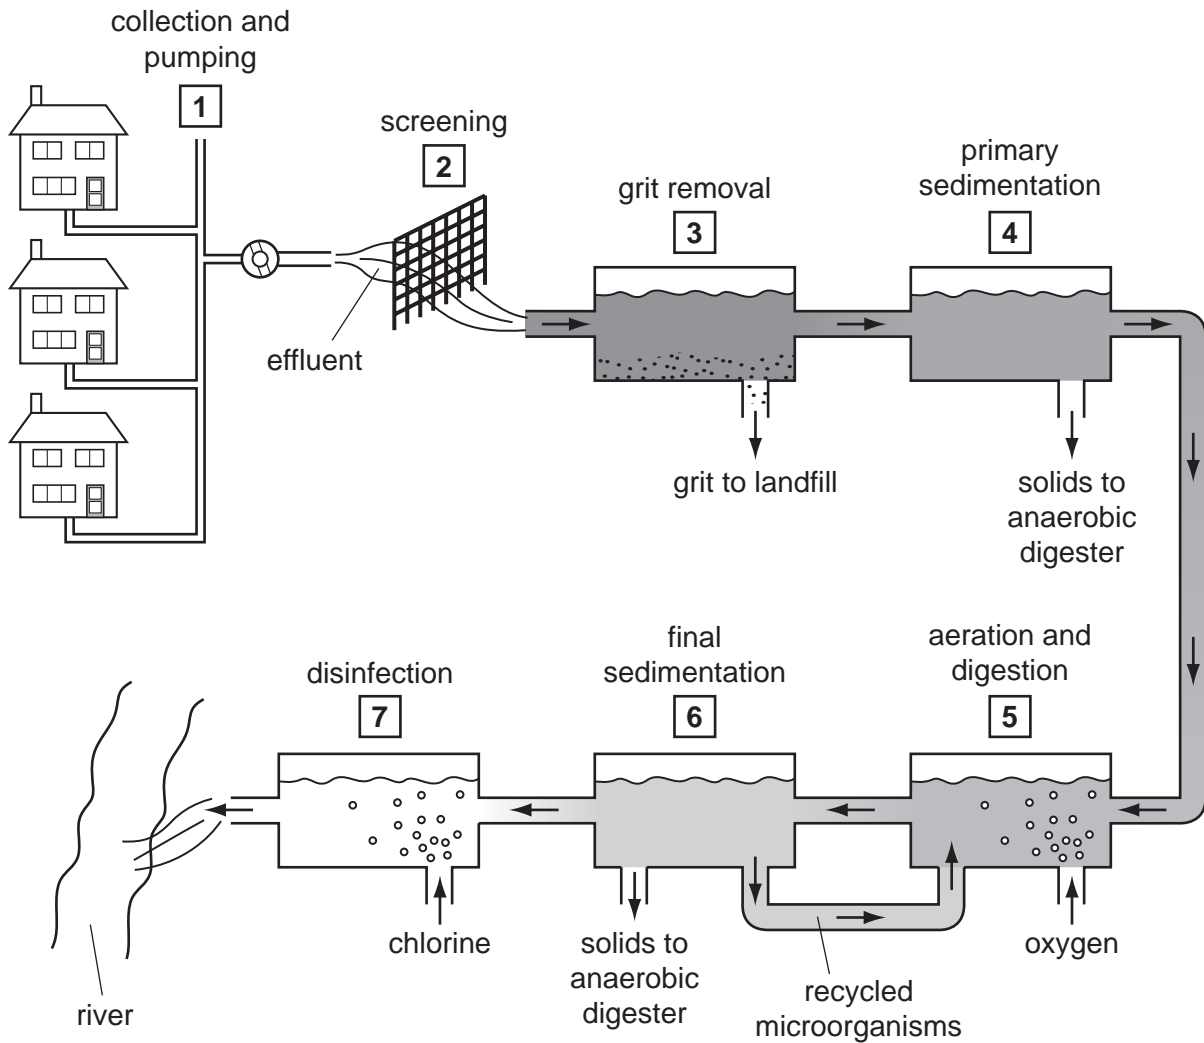 collection and
pumping
1
screening
2
effluent
grit removal
3
grit to landfill
primary
sedimentation
4
solids to
anaerobic
digester
aeration and
digestion
5
oxygen
final
sedimentation
6
solids to
anaerobic
digester
recycled
microorganisms
disinfection
7
chlorine
river